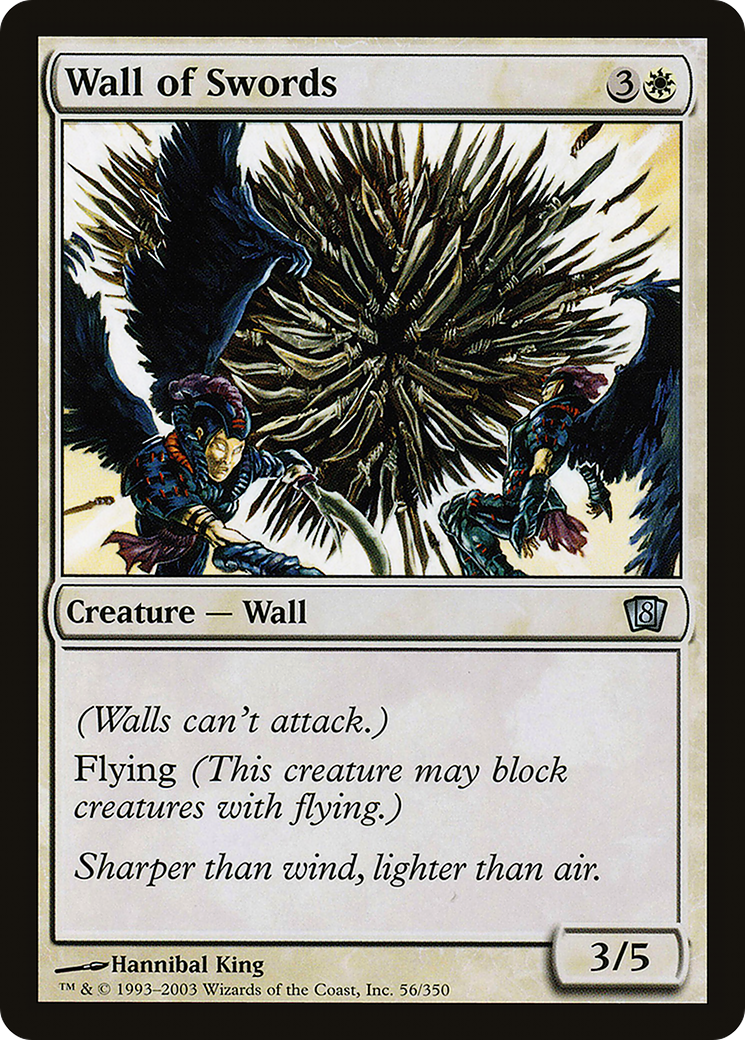 Wall of Swords
3
Creature — Wall
8
(Walls can't attack.)
Flying (This creature may block
creatures with flying.)
Sharper than wind, lighter than air.
3/5
Hannibal King
™ & © 1993–2003 Wizards of the Coast, Inc. 56/350